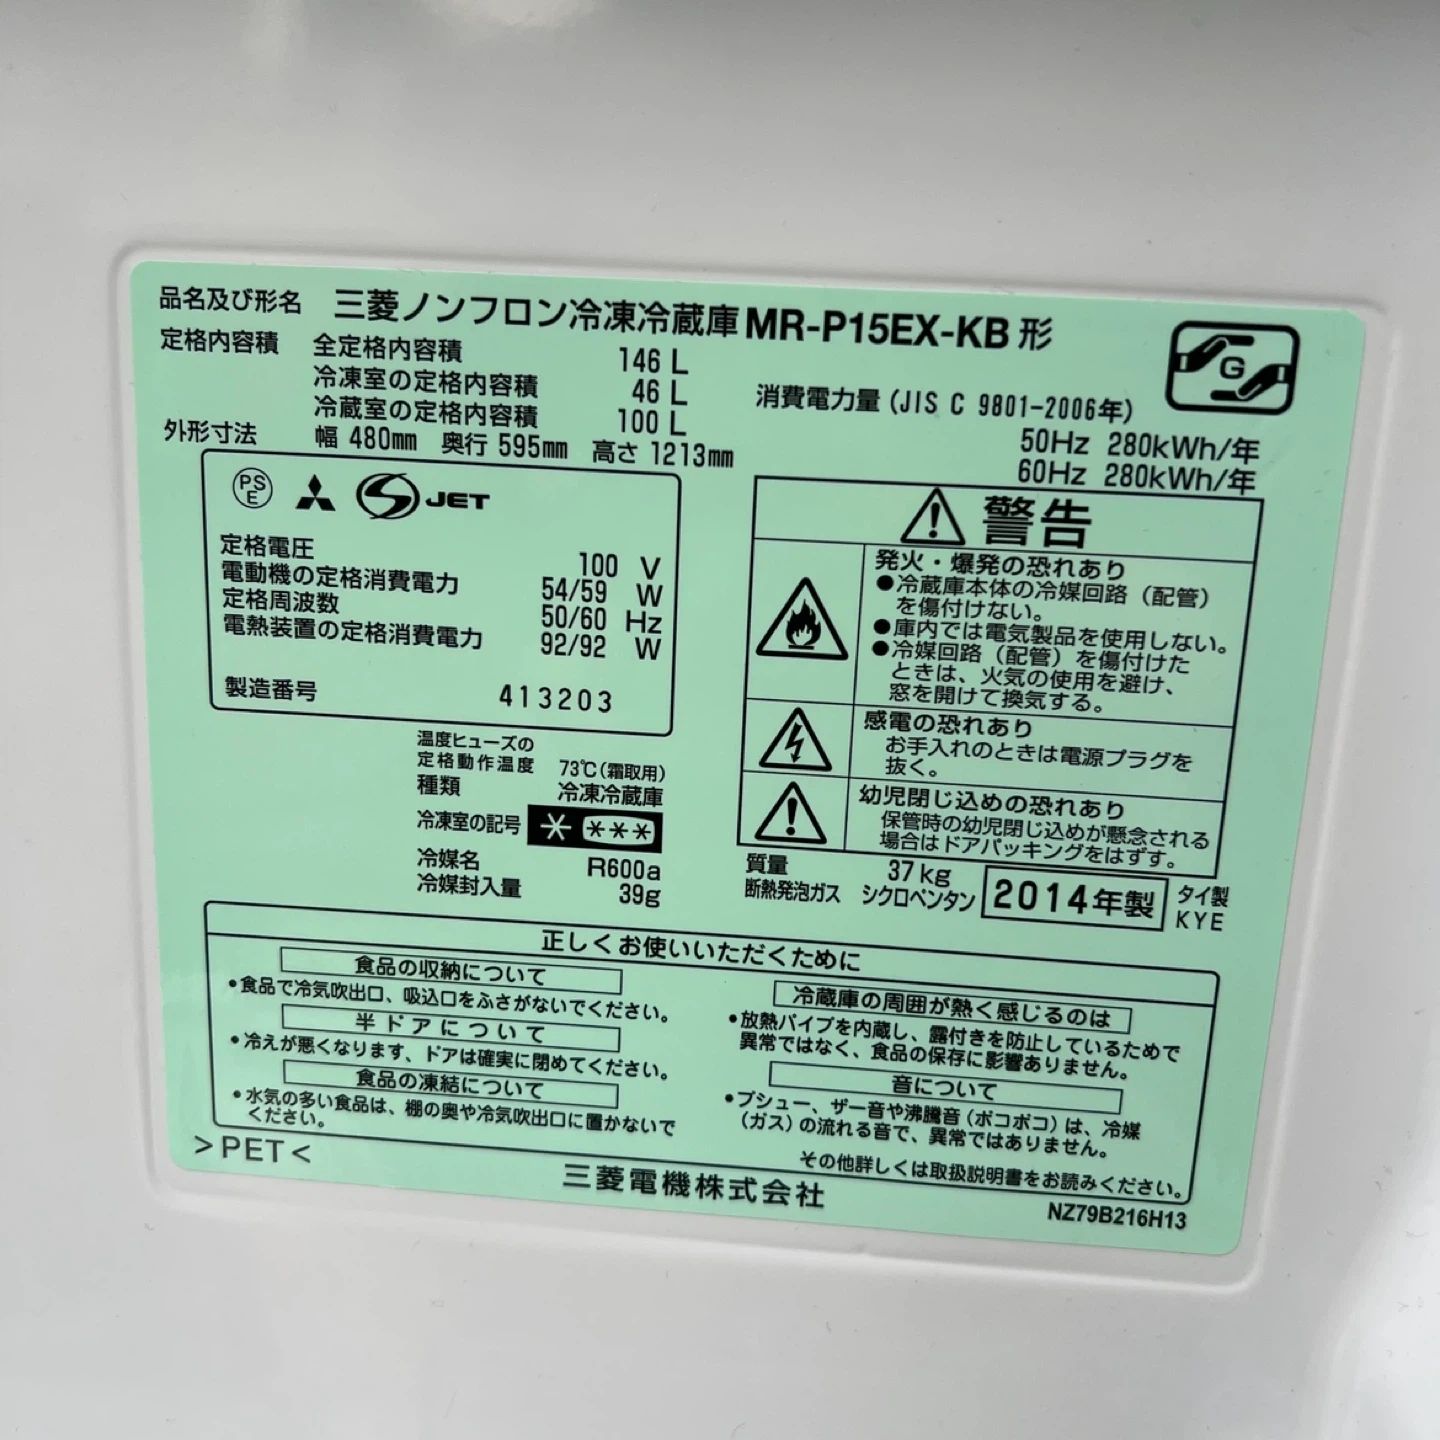 品名及び形名 三菱ノンフロン冷凍冷蔵庫 MR-P15EX-KB 形
定格内容積 全定格内容積 146 L
冷凍室の定格内容積 46 L
冷蔵室の定格内容積 100 L
外形寸法 幅 480mm 奥行 595mm 高さ 1213mm
G
消費電力量 (JIS C 9801-2006年)
50Hz 280kWh/年
60Hz 280kWh/年
PSE JET
定格電圧 100 V
電動機の定格消費電力 54/59 W
定格周波数 50/60 Hz
電熱装置の定格消費電力 92/92 W
製造番号 413203
温度ヒューズの
定格動作温度 73℃(霜取用)
種類 冷凍冷蔵庫
冷凍室の記号 * ***
冷媒名 R600a
冷媒封入量 39g
警告
発火・爆発の恐れあり
●冷蔵庫本体の冷媒回路(配管)
を傷付けない。
●庫内では電気製品を使用しない。
●冷媒回路(配管)を傷付けた
ときは、火気の使用を避け、
窓を開けて換気する。
感電の恐れあり
お手入れのときは電源プラグを
抜く。
幼児閉じ込めの恐れあり
保管時の幼児閉じ込めが懸念される
場合はドアパッキングをはずす。
質量 37kg
断熱発泡ガス シクロペンタン
2014年製
タイ製
KYE
正しくお使いいただくために
食品の収納について
•食品で冷気吹出口、吸込口をふさがないでください。
半ドアについて
•冷えが悪くなります、ドアは確実に閉めてください。
食品の凍結について
•水気の多い食品は、棚の奥や冷気吹出口に置かないで
ください。
冷蔵庫の周囲が熱く感じるのは
•放熱パイプを内蔵し、露付きを防止しているためで
異常ではなく、食品の保存に影響ありません。
音について
•プシュー、ザー音や沸騰音(ポコポコ)は、冷媒
(ガス)の流れる音で、異常ではありません。
その他詳しくは取扱説明書をお読みください。
>PET<
三菱電機株式会社
NZ79B216H13